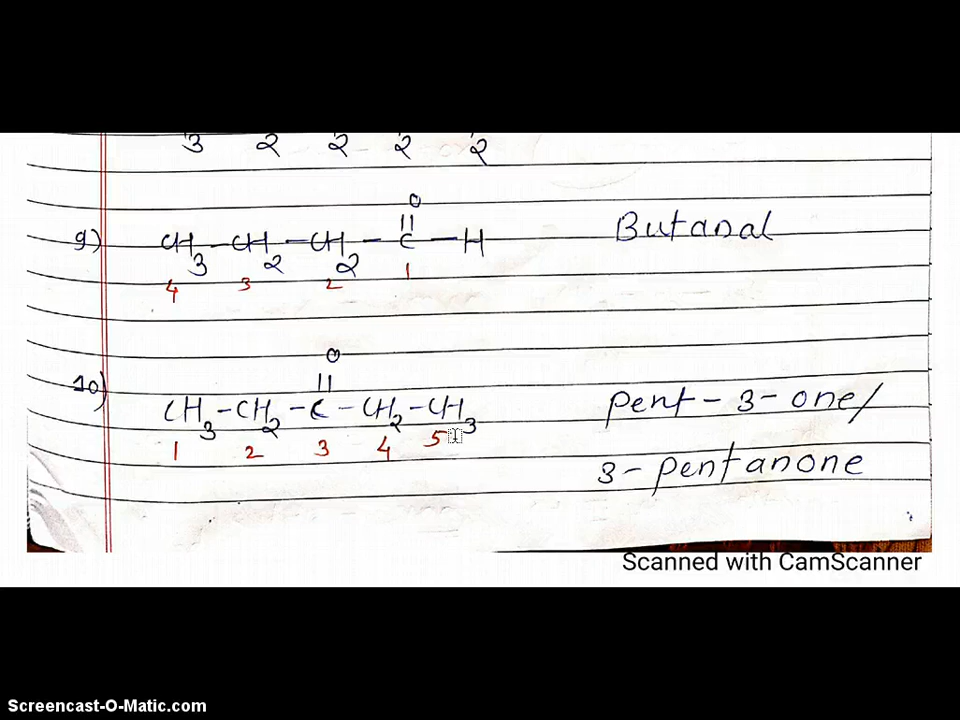 3 2 2 2 2
O
9) CH3 - CH2 - CH2 - C - H Butanal
4 3 2 1
O
10) CH3 - CH2 - C - CH2 - CH3 pent - 3 - one/
1 2 3 4 5
3 - pentanone
Scanned with CamScanner
Screencast-O-Matic.com